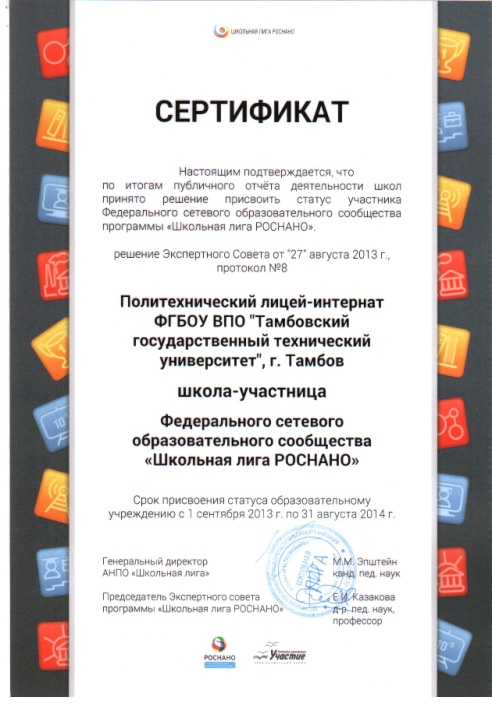 ШКОЛЬНАЯ ЛИГА РОСНАНО
СЕРТИФИКАТ
Настоящим подтверждается, что
по итогам публичного отчёта деятельности школ
принято решение присвоить статус участника
Федерального сетевого образовательного сообщества
программы «Школьная лига РОСНАНО».
решение Экспертного Совета от "27" августа 2013 г.,
протокол №8
Политехнический лицей-интернат
ФГБОУ ВПО "Тамбовский
государственный технический
университет", г. Тамбов
школа-участница
Федерального сетевого
образовательного сообщества
«Школьная лига РОСНАНО»
Срок присвоения статуса образовательному
учреждению с 1 сентября 2013 г. по 31 августа 2014 г.
Генеральный директор
АНПО «Школьная лига»
М.М. Эпштейн
канд. пед. наук
Председатель Экспертного совета
программы «Школьная лига РОСНАНО»
Е.И. Казакова
д-р. пед. наук,
профессор
ШКОЛЬНАЯ
ЛИГА
РОСНАНО
Участие